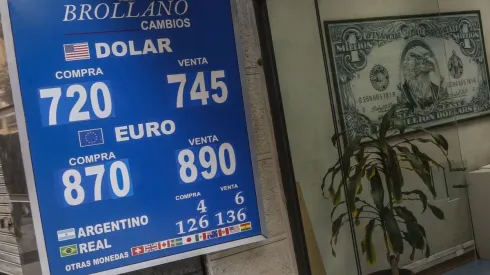 BROLLANO
CAMBIOS
DOLAR
COMPRA VENTA
720 745
EURO
COMPRA VENTA
870 890
COMPRA VENTA
ARGENTINO 4 6
REAL 126 136
OTRAS MONEDAS